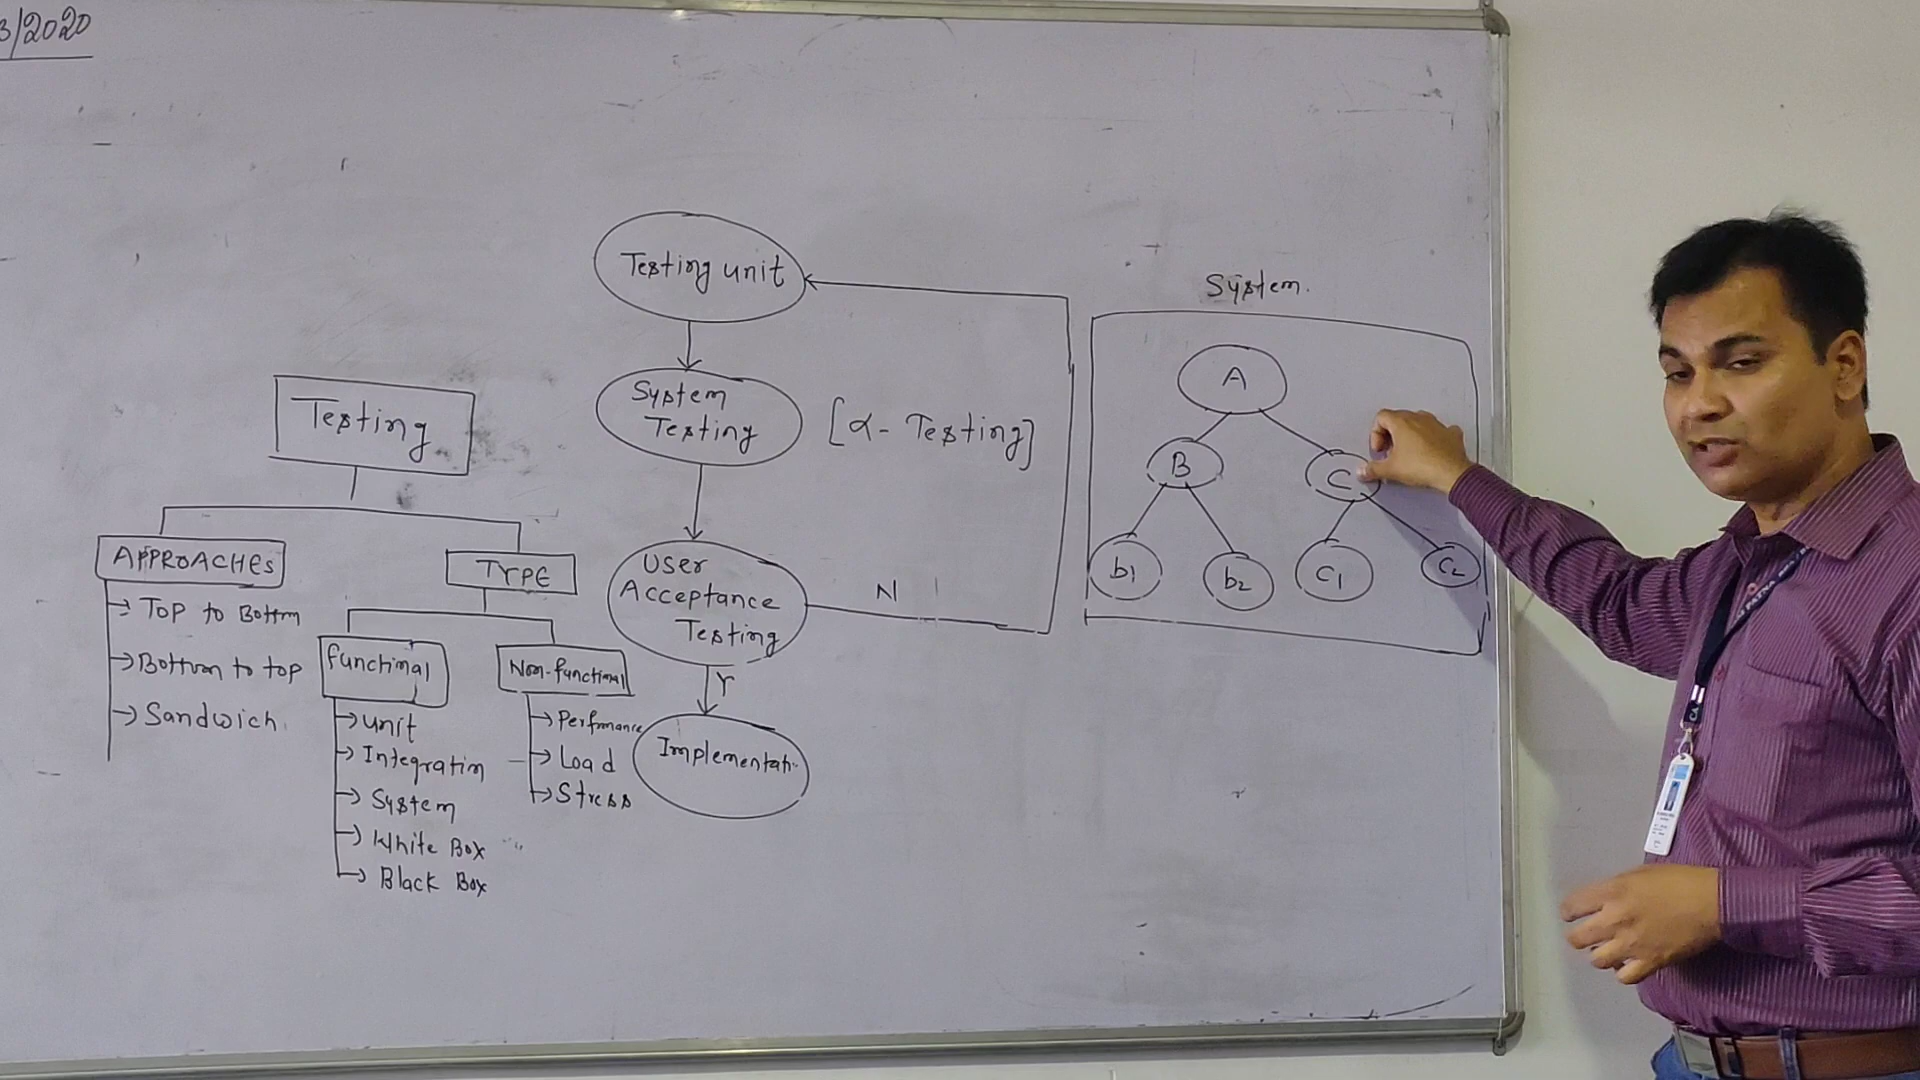 3/2020
Testing unit
System
Testing
[α- Testing]
User
Acceptance
Testing
N
Y
Implementati.
Testing
APPROACHEs
Top to Bottom
Bottom to top
Sandwich.
TYPE
Functional
unit
Integration
System
White Box
Black Box
Non-functional
Performance
Load
Stress
System.
A
B
C
b1
b2
C1
C2